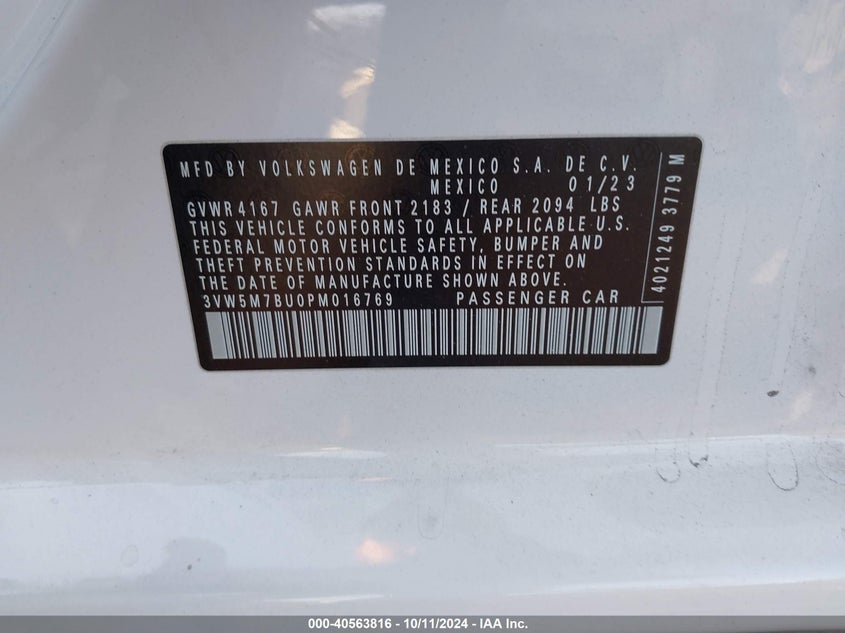 MFD BY VOLKSWAGEN DE MEXICO S.A. DE C.V.
MEXICO 01/23
GVWR 4167 GAWR FRONT 2183 / REAR 2094 LBS
THIS VEHICLE CONFORMS TO ALL APPLICABLE U.S.
FEDERAL MOTOR VEHICLE SAFETY, BUMPER AND
THEFT PREVENTION STANDARDS IN EFFECT ON
THE DATE OF MANUFACTURE SHOWN ABOVE.
3VW5M7BU0PM016769 PASSENGER CAR
4021249 3779 M
000-40563816 - 10/11/2024 - IAA Inc.